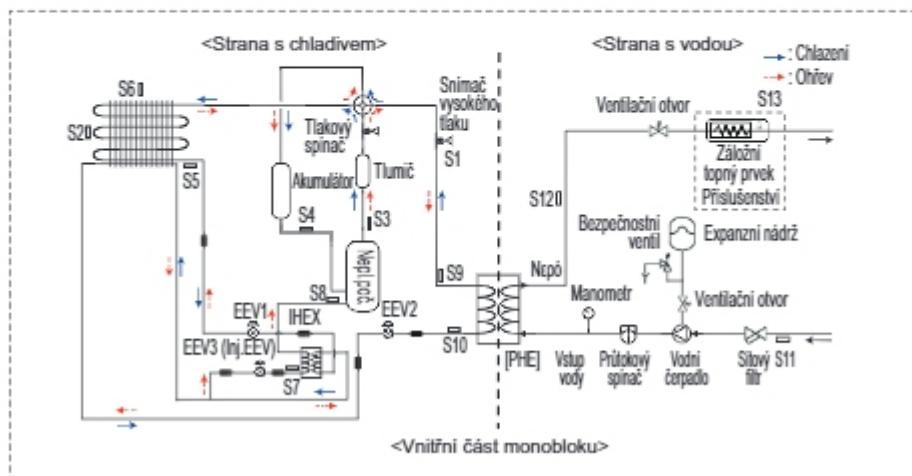 <Strana s chladivem>
<Strana s vodou>
: Chlazení
: Ohřev
S6
S2
S5
Tlakový
spínač
Snímač
vysokého
tlaku
S1
Akumulátor
Tlumič
S4
S3
S8
S9
EEV1
IHEX
EEV2
EEV3 (Inj.EEV)
S7
S10
[PHE]
Ventilační otvor
S13
Záložní
topný prvek
Příslušenství
S12
Bezpečnostní
ventil
Expanzní nádrž
Νερό
Manometr
Ventilační otvor
Vstup
vody
Průtokový
spínač
Vodní
čerpadlo
Sítový
filtr
S11
<Vnitřní část monobloku>